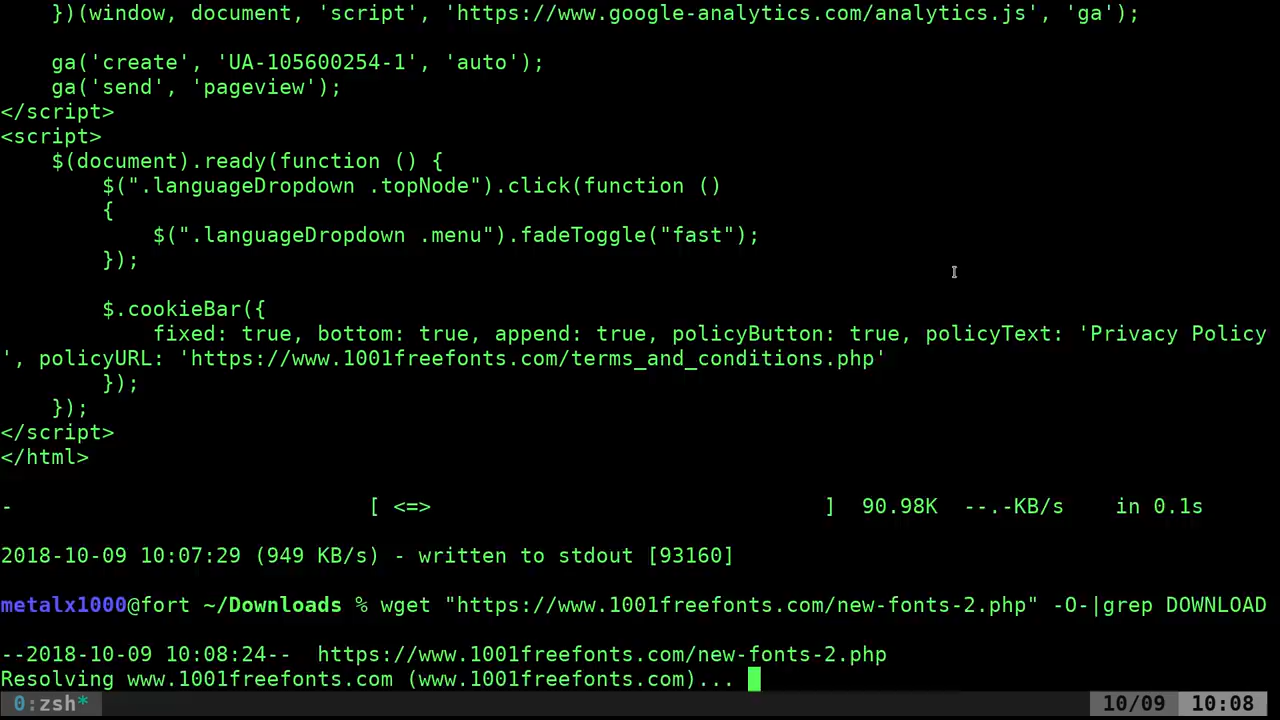 })(window, document, 'script', 'https://www.google-analytics.com/analytics.js', 'ga');

    ga('create', 'UA-105600254-1', 'auto');
    ga('send', 'pageview');
</script>
<script>
    $(document).ready(function () {
        $(".languageDropdown .topNode").click(function ()
        {
            $(".languageDropdown .menu").fadeToggle("fast");
        });

        $.cookieBar({
            fixed: true, bottom: true, append: true, policyButton: true, policyText: 'Privacy Policy
', policyURL: 'https://www.1001freefonts.com/terms_and_conditions.php'
        });
    });
</script>
</html>

-                             [ <=>                               ]  90.98K  --.-KB/s    in 0.1s

2018-10-09 10:07:29 (949 KB/s) - written to stdout [93160]

metalx1000@fort ~/Downloads % wget "https://www.1001freefonts.com/new-fonts-2.php" -O-|grep DOWNLOAD

--2018-10-09 10:08:24--  https://www.1001freefonts.com/new-fonts-2.php
Resolving www.1001freefonts.com (www.1001freefonts.com)...
0:zsh* 10/09 10:08